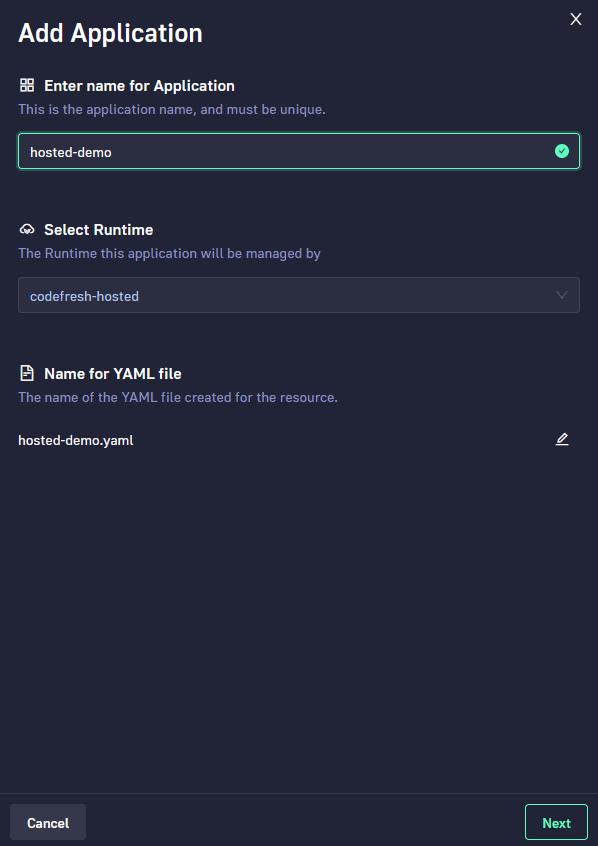 Add Application
Enter name for Application
This is the application name, and must be unique.
hosted-demo
Select Runtime
The Runtime this application will be managed by
codefresh-hosted
Name for YAML file
The name of the YAML file created for the resource.
hosted-demo.yaml
Cancel
Next